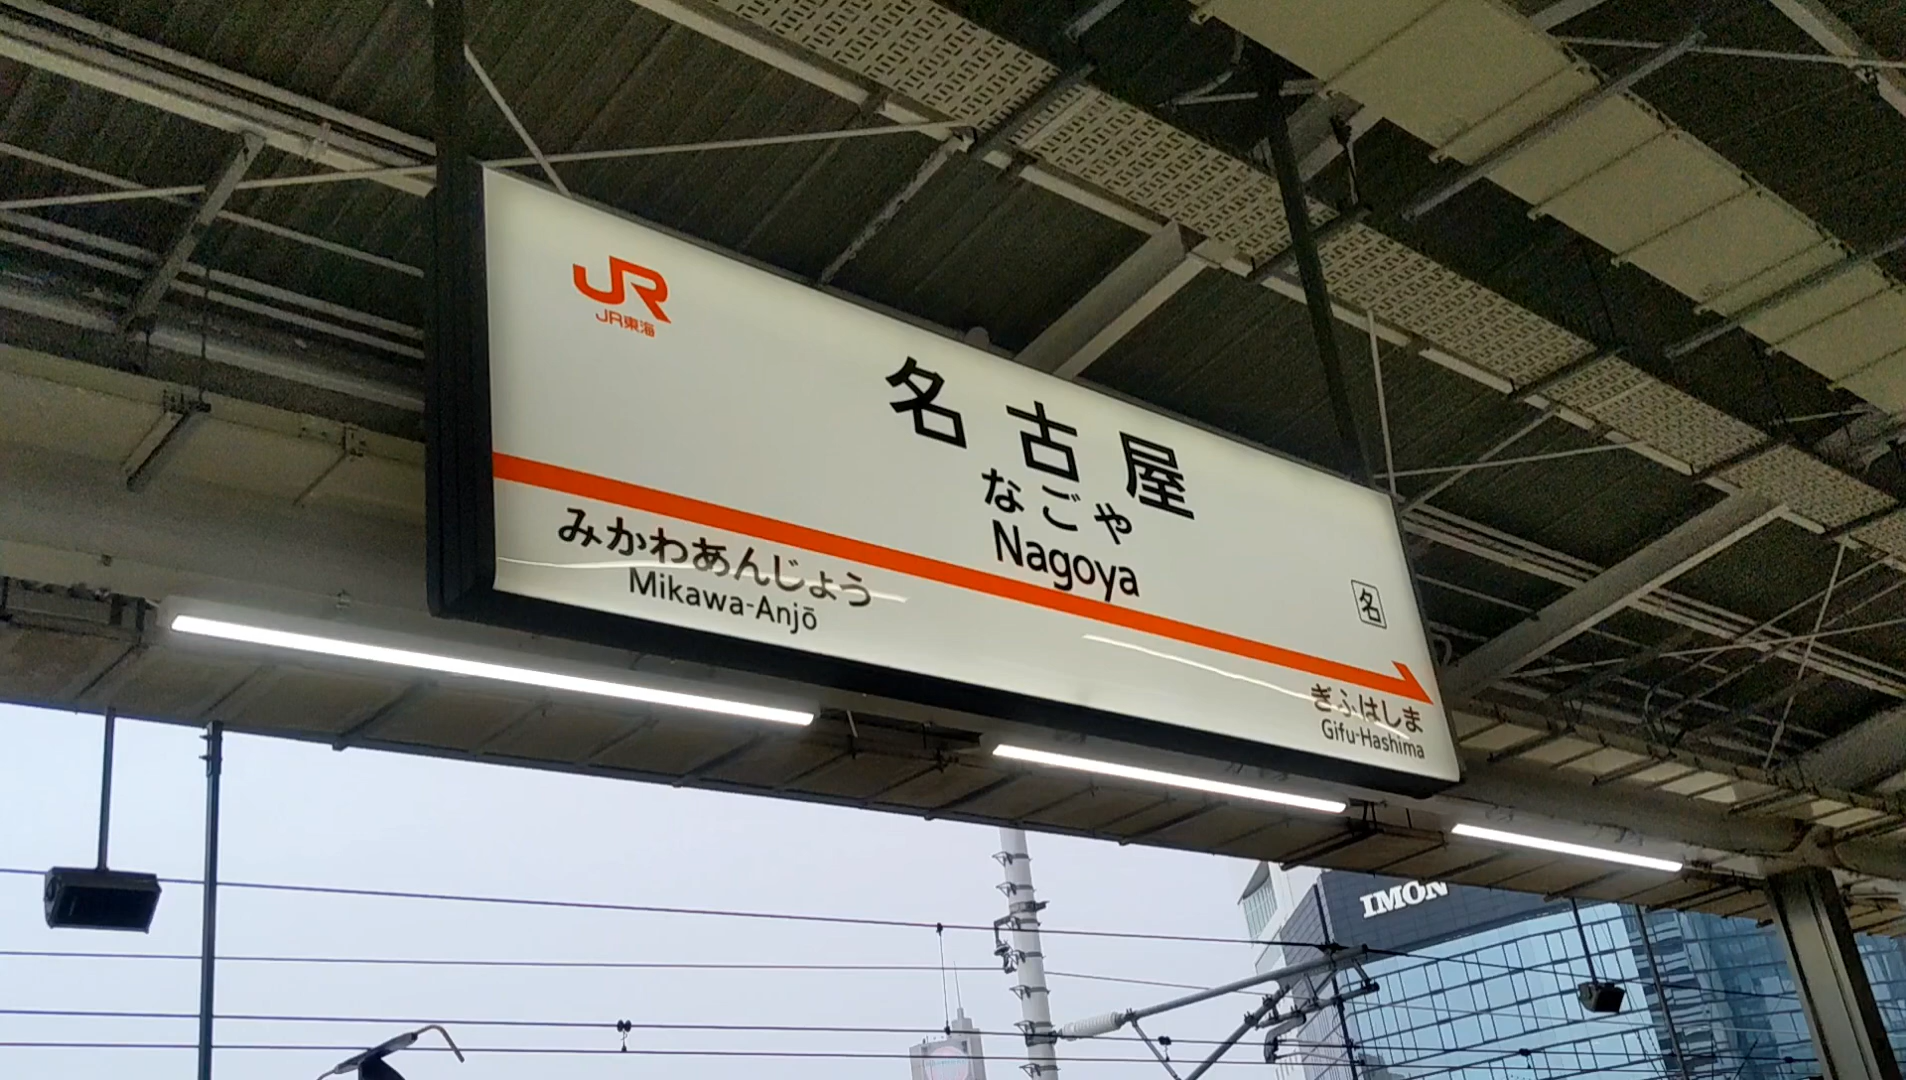 JR
JR東海
名古屋
なごや
Nagoya
名
みかわあんじょう
Mikawa-Anjō
ぎふはしま
Gifu-Hashima
IMON